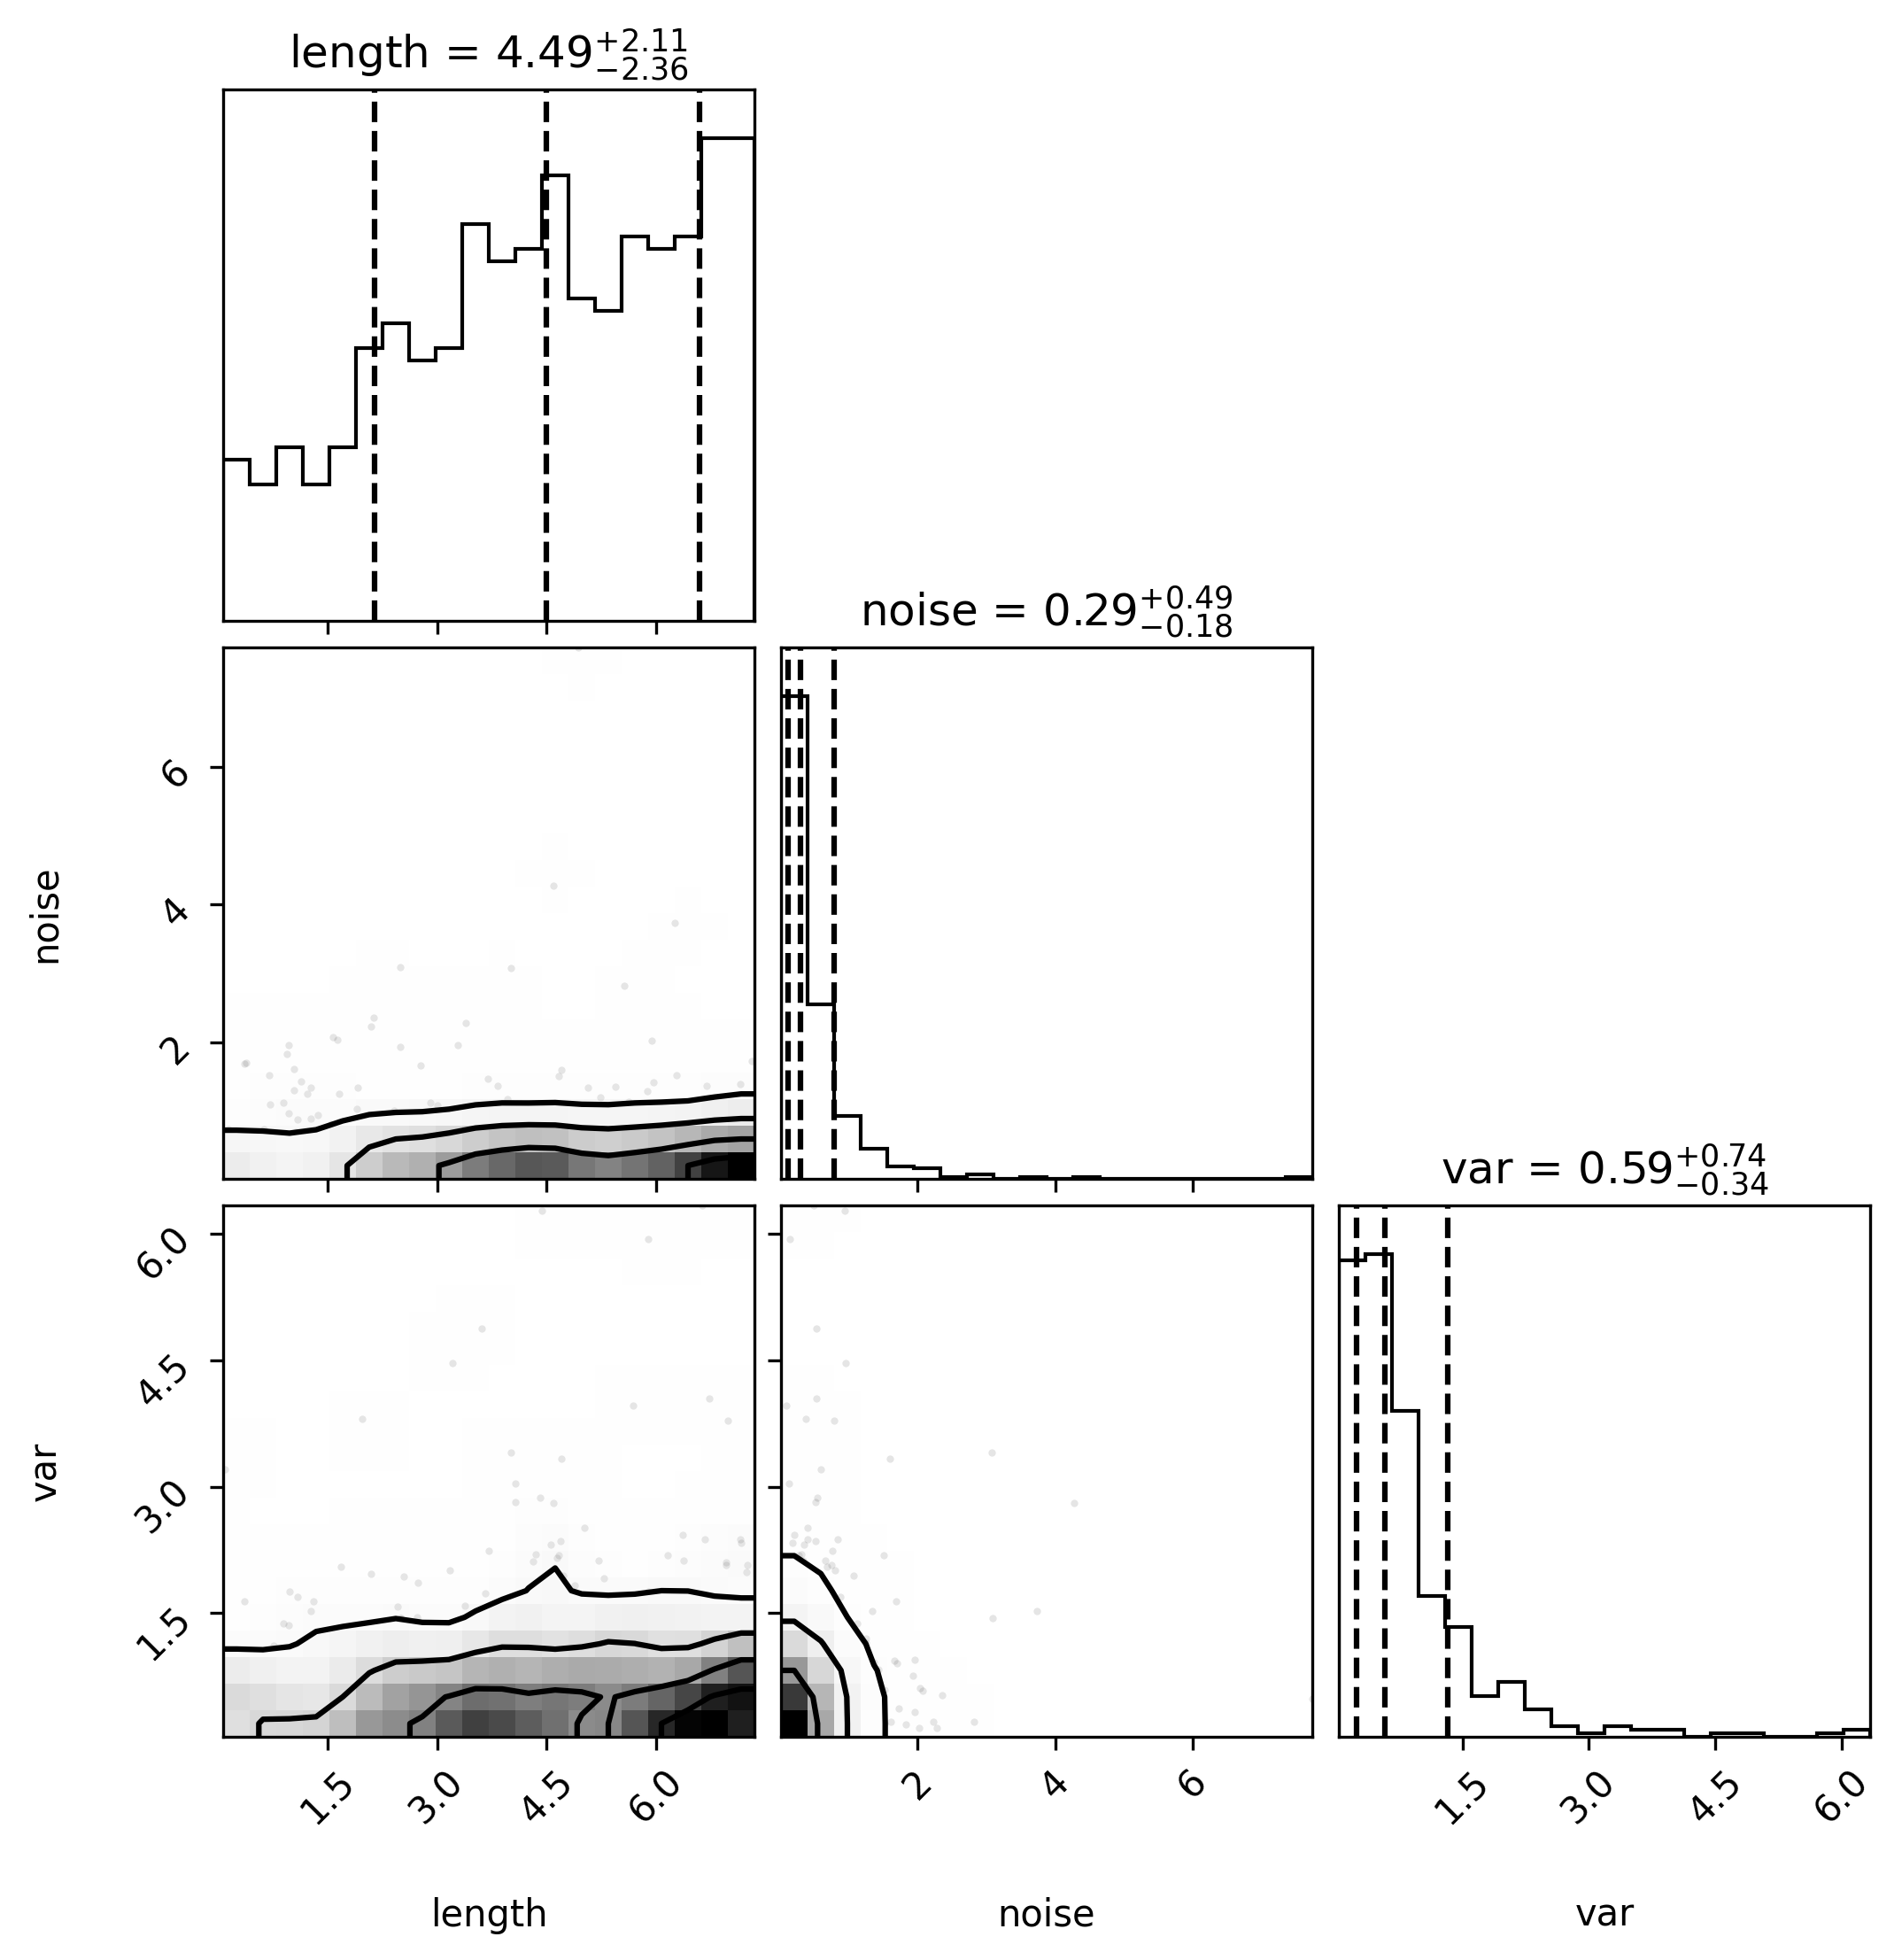 length = 4.49+2.11−2.36
noise = 0.29+0.49−0.18
noise
6
4
2
var = 0.59+0.74−0.34
var
6.0
4.5
3.0
1.5
1.5 3.0 4.5 6.0
2 4 6
1.5 3.0 4.5 6.0
length noise var